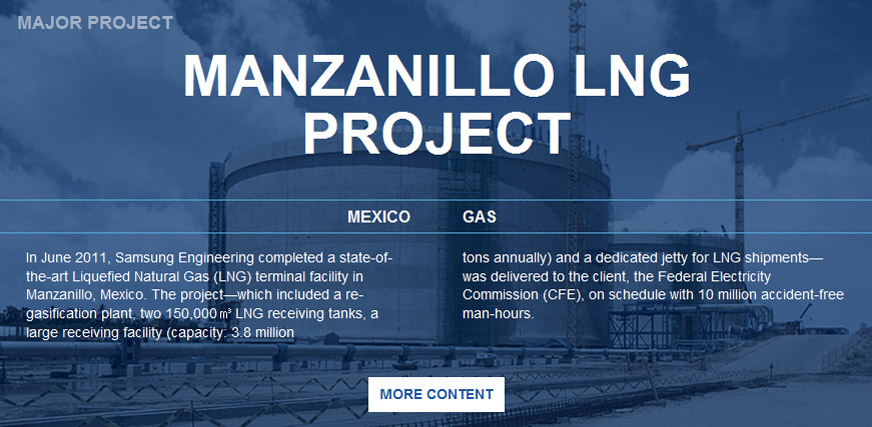 MAJOR PROJECT
MANZANILLO LNG
PROJECT
MEXICO
GAS
In June 2011, Samsung Engineering completed a state-of-
the-art Liquefied Natural Gas (LNG) terminal facility in
Manzanillo, Mexico. The project—which included a re-
gasification plant, two 150,000㎥ LNG receiving tanks, a
large receiving facility (capacity: 3.8 million
tons annually) and a dedicated jetty for LNG shipments—
was delivered to the client, the Federal Electricity
Commission (CFE), on schedule with 10 million accident-free
man-hours.
MORE CONTENT